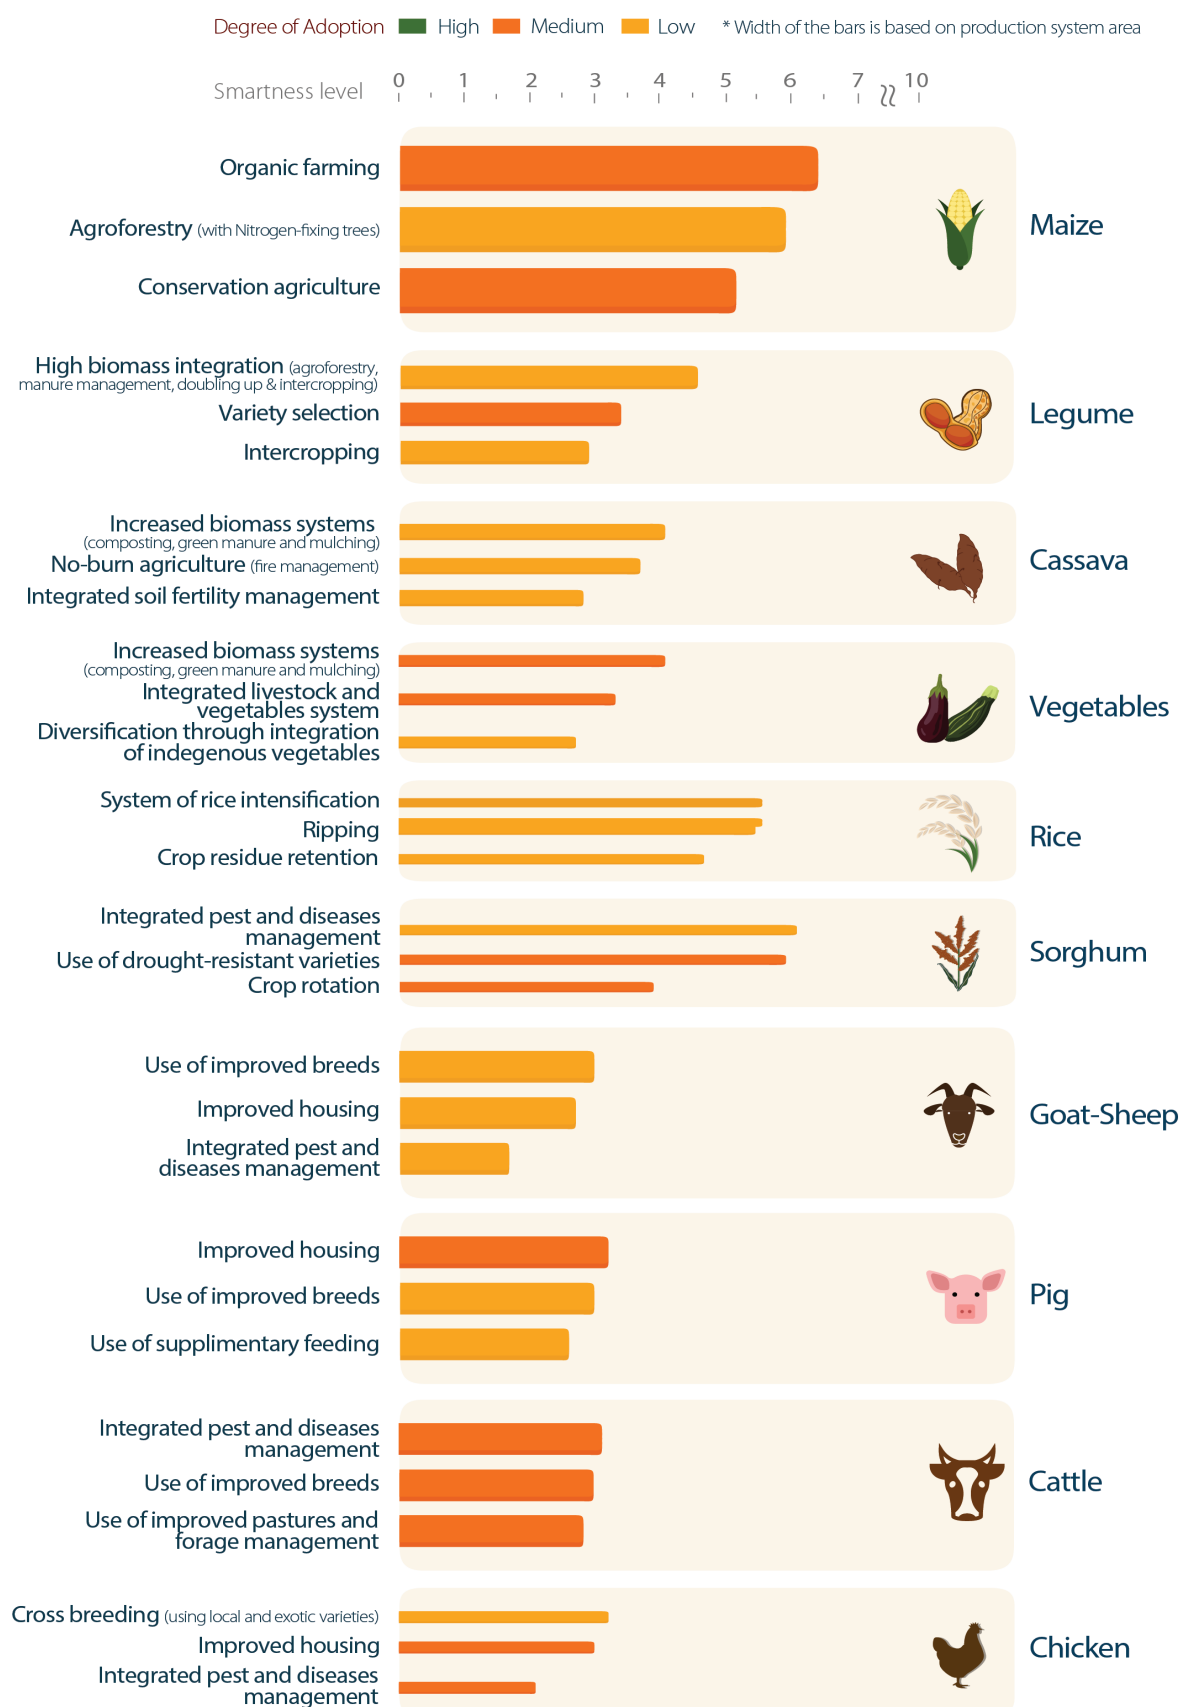 Degree of Adoption High Medium Low * Width of the bars is based on production system area
Smartness level 0 1 2 3 4 5 6 7 10
Organic farming
Agroforestry (with Nitrogen-fixing trees)
Conservation agriculture
Maize
High biomass integration (agroforestry,
manure management, doubling up & intercropping)
Variety selection
Intercropping
Legume
Increased biomass systems
(composting, green manure and mulching)
No-burn agriculture (fire management)
Integrated soil fertility management
Cassava
Increased biomass systems
(composting, green manure and mulching)
Integrated livestock and
vegetables system
Diversification through integration
of indegenous vegetables
Vegetables
System of rice intensification
Ripping
Crop residue retention
Rice
Integrated pest and diseases
management
Use of drought-resistant varieties
Crop rotation
Sorghum
Use of improved breeds
Improved housing
Integrated pest and
diseases management
Goat-Sheep
Improved housing
Use of improved breeds
Use of supplimentary feeding
Pig
Integrated pest and diseases
management
Use of improved breeds
Use of improved pastures and
forage management
Cattle
Cross breeding (using local and exotic varieties)
Improved housing
Integrated pest and diseases
management
Chicken